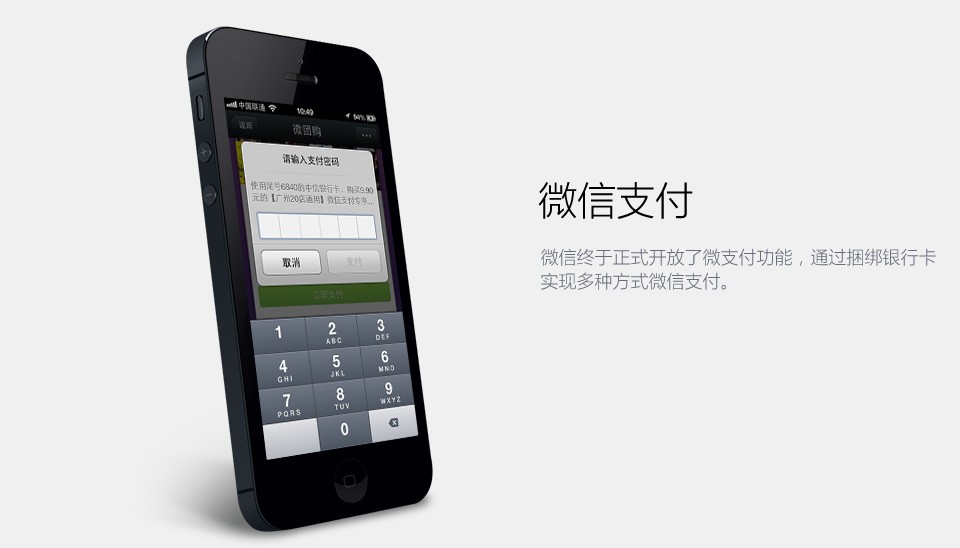 中国联通 10:49 94%
返回 微团购
请输入支付密码
使用尾号6840的中信银行卡，购买9.90
元的【广州20店通用】微信支付专享...
取消 支付
立即支付
1 2 ABC 3 DEF
4 GHI 5 JKL 6 MNO
7 PQRS 8 TUV 9 WXYZ
0
微信支付
微信终于正式开放了微支付功能，通过捆绑银行卡
实现多种方式微信支付。